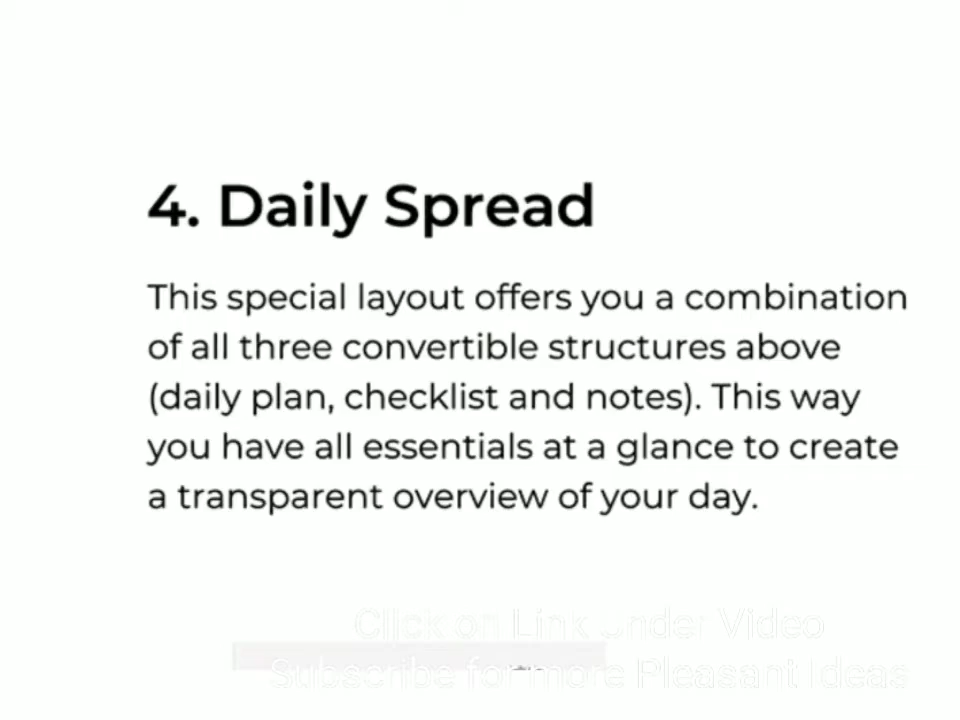 4. Daily Spread
This special layout offers you a combination
of all three convertible structures above
(daily plan, checklist and notes). This way
you have all essentials at a glance to create
a transparent overview of your day.
Click on Link Under Video
Subscribe for more Pleasant Ideas